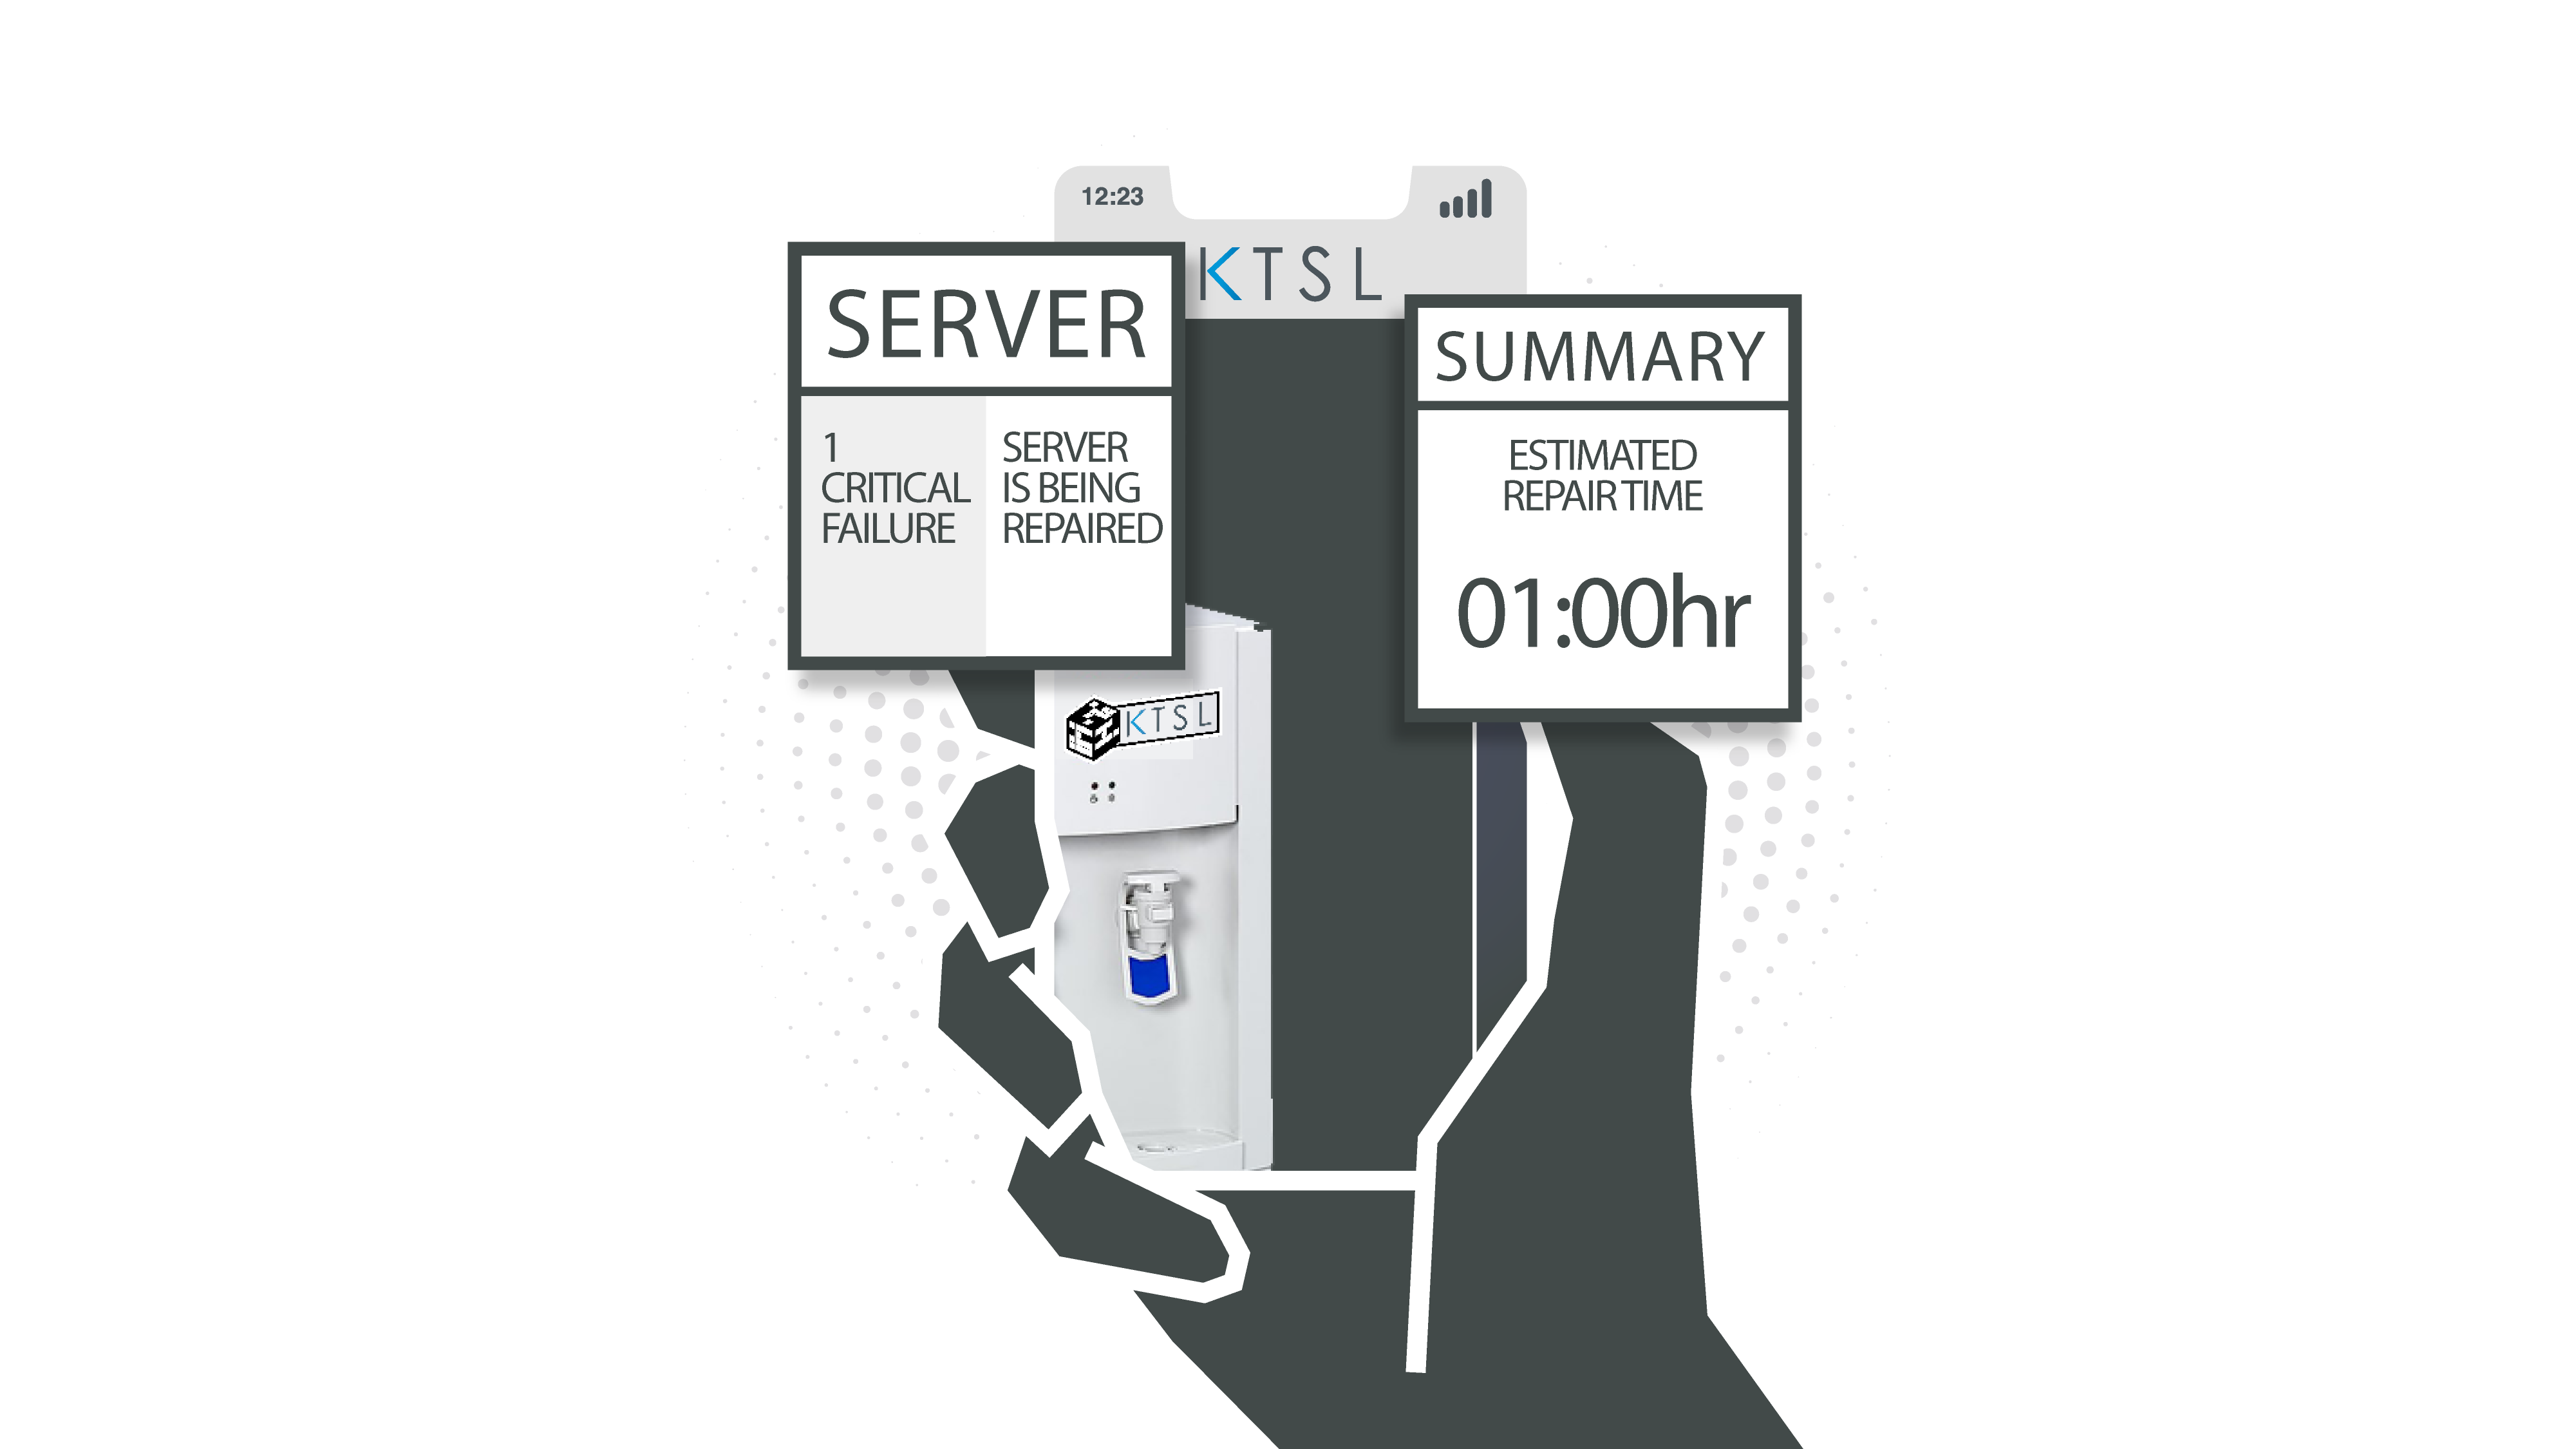 12:23
KTSL
SERVER
1
CRITICAL
FAILURE
SERVER
IS BEING
REPAIRED
SUMMARY
ESTIMATED
REPAIR TIME
01:00hr
KTSL